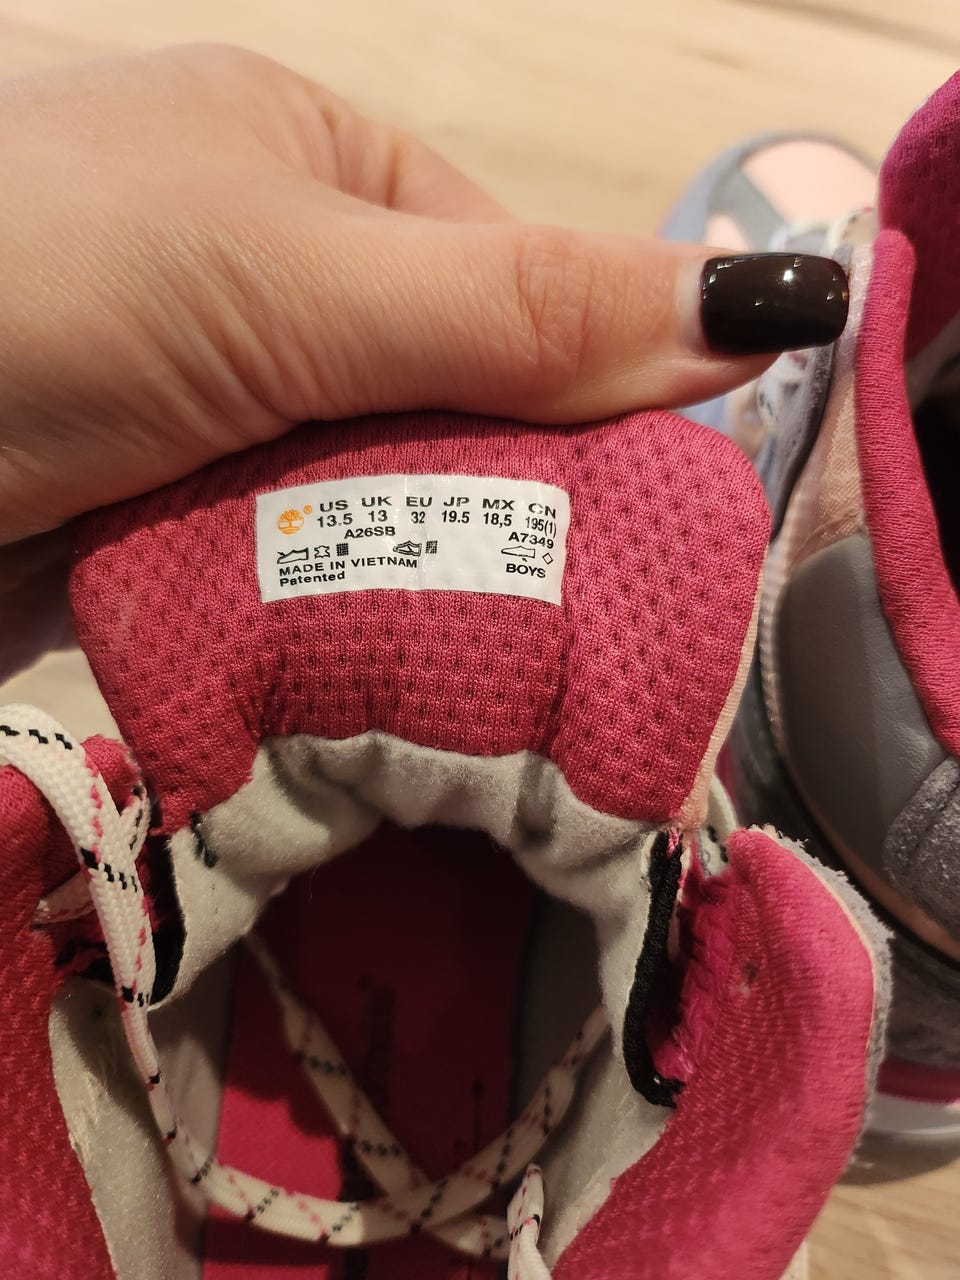 ® US UK EU JP MX CN
13.5 13 32 19.5 18,5 195(1)
A26SB A7349
MADE IN VIETNAM BOYS
Patented